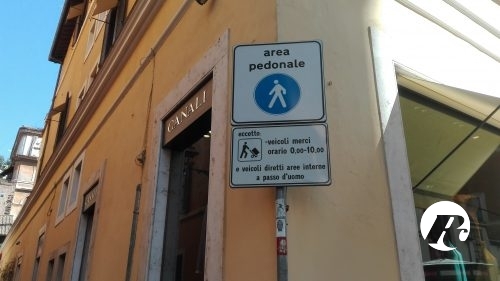 area
pedonale
CANALI
eccetto:
-veicoli merci
orario 0,00-10,00
e veicoli diretti aree interne
a passo d'uomo
R